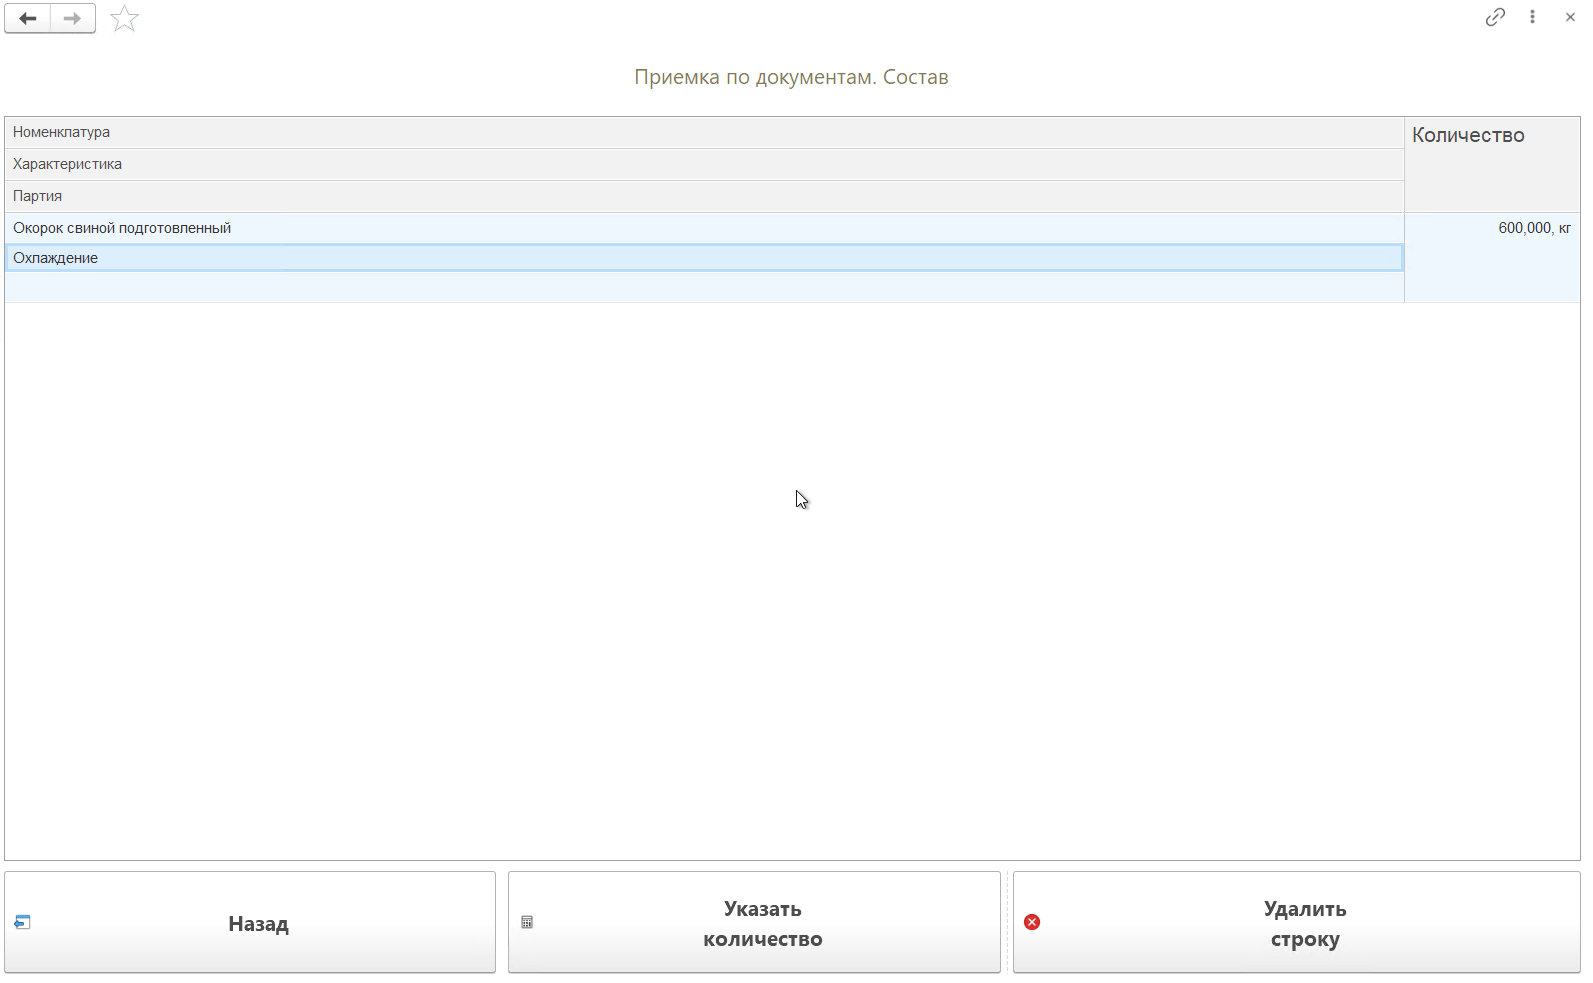 Приемка по документам. Состав
Номенклатура
Количество
Характеристика
Партия
Окорок свиной подготовленный
600,000, кг
Охлаждение
Назад
Указать
количество
Удалить
строку